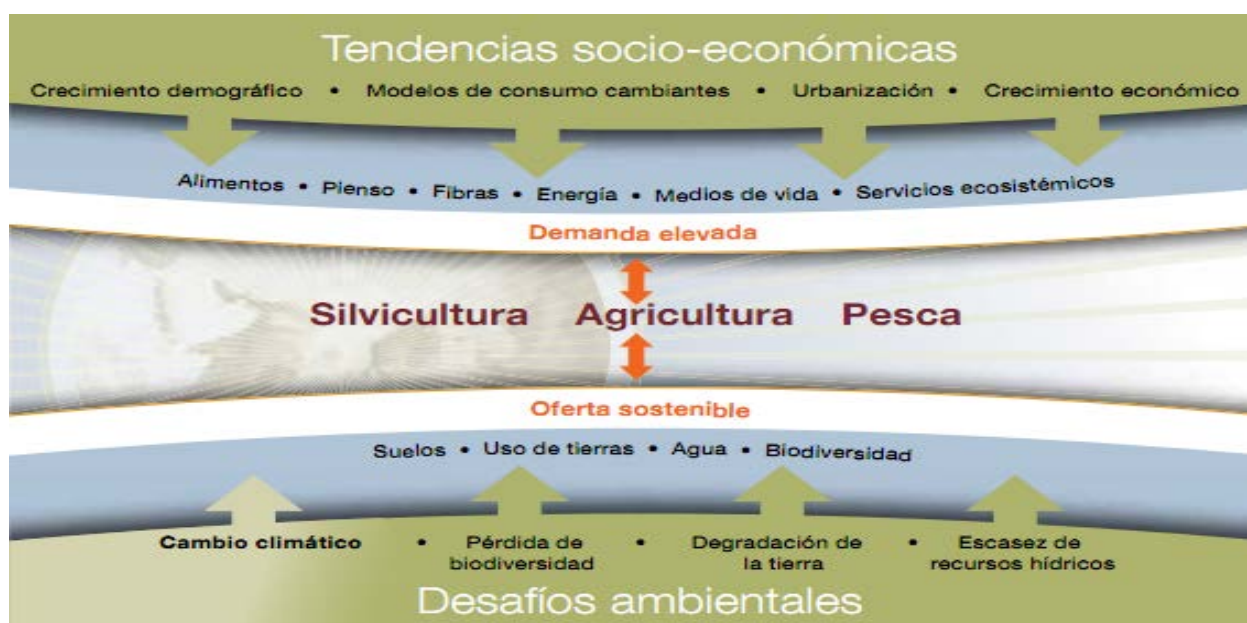 Tendencias socio-económicas
Crecimiento demográfico • Modelos de consumo cambiantes • Urbanización • Crecimiento económico
Alimentos • Pienso • Fibras • Energía • Medios de vida • Servicios ecosistémicos
Demanda elevada
Silvicultura Agricultura Pesca
Oferta sostenible
Suelos • Uso de tierras • Agua • Biodiversidad
Cambio climático • Pérdida de • Degradación de • Escasez de
biodiversidad la tierra recursos hídricos
Desafíos ambientales